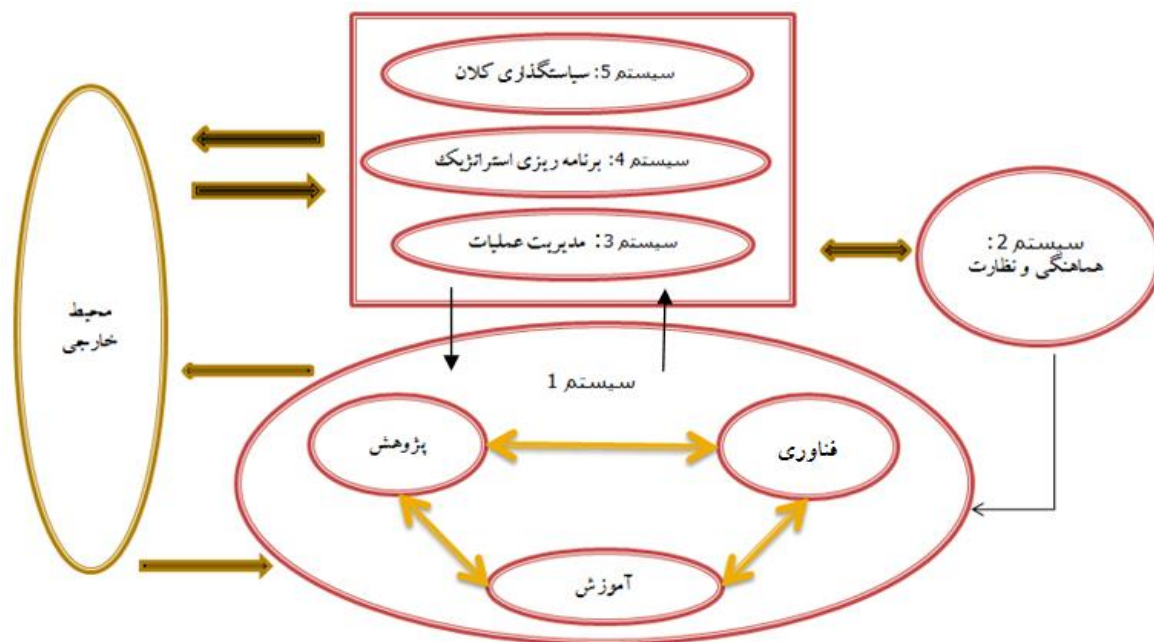 سیستم 5: سیاستگذاری کلان
سیستم 4: برنامه ریزی استراتژیک
سیستم 3: مدیریت عملیات
سیستم 2:
هماهنگی و نظارت
محیط
خارجی
سیستم 1
پژوهش
فناوری
آموزش